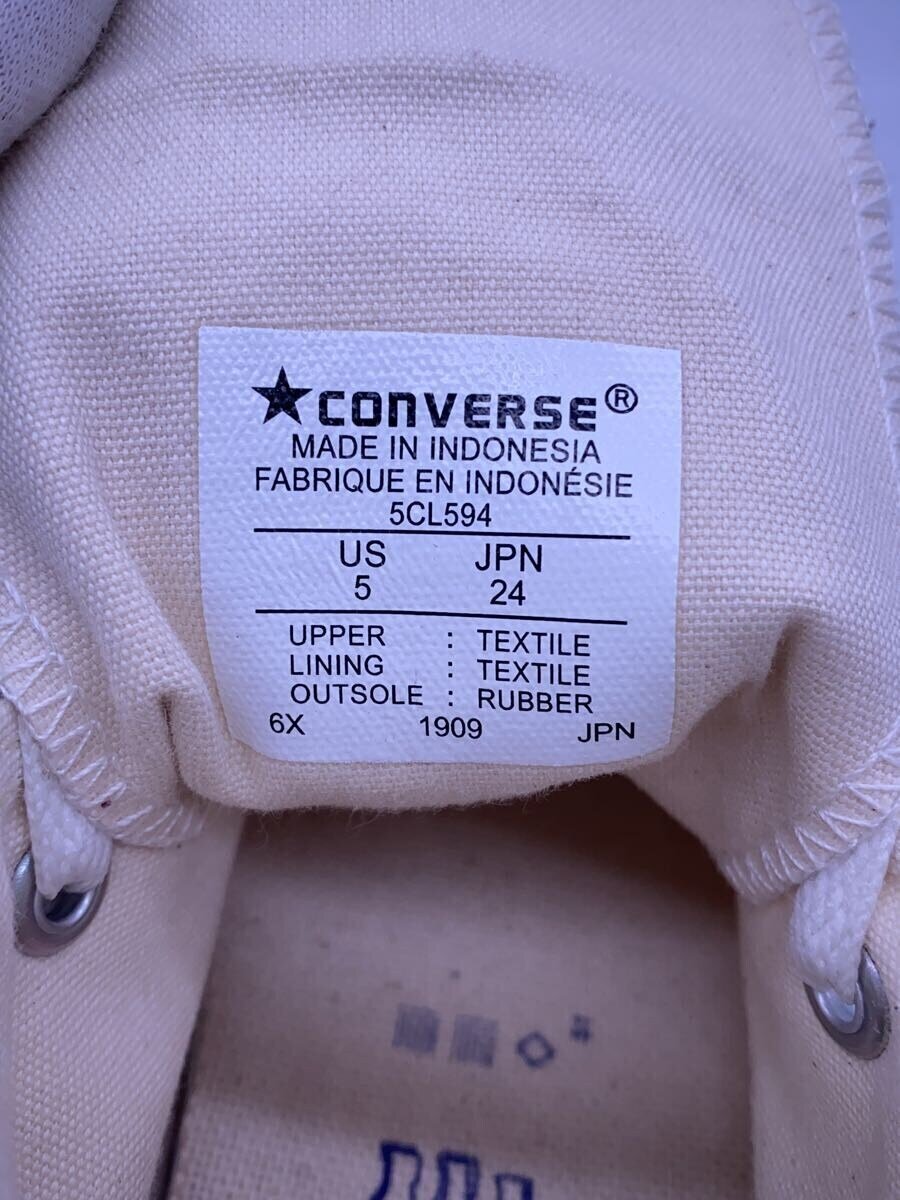 ★CONVERSE®
MADE IN INDONESIA
FABRIQUE EN INDONÉSIE
5CL594
US JPN
5 24
UPPER : TEXTILE
LINING : TEXTILE
OUTSOLE : RUBBER
6X 1909 JPN